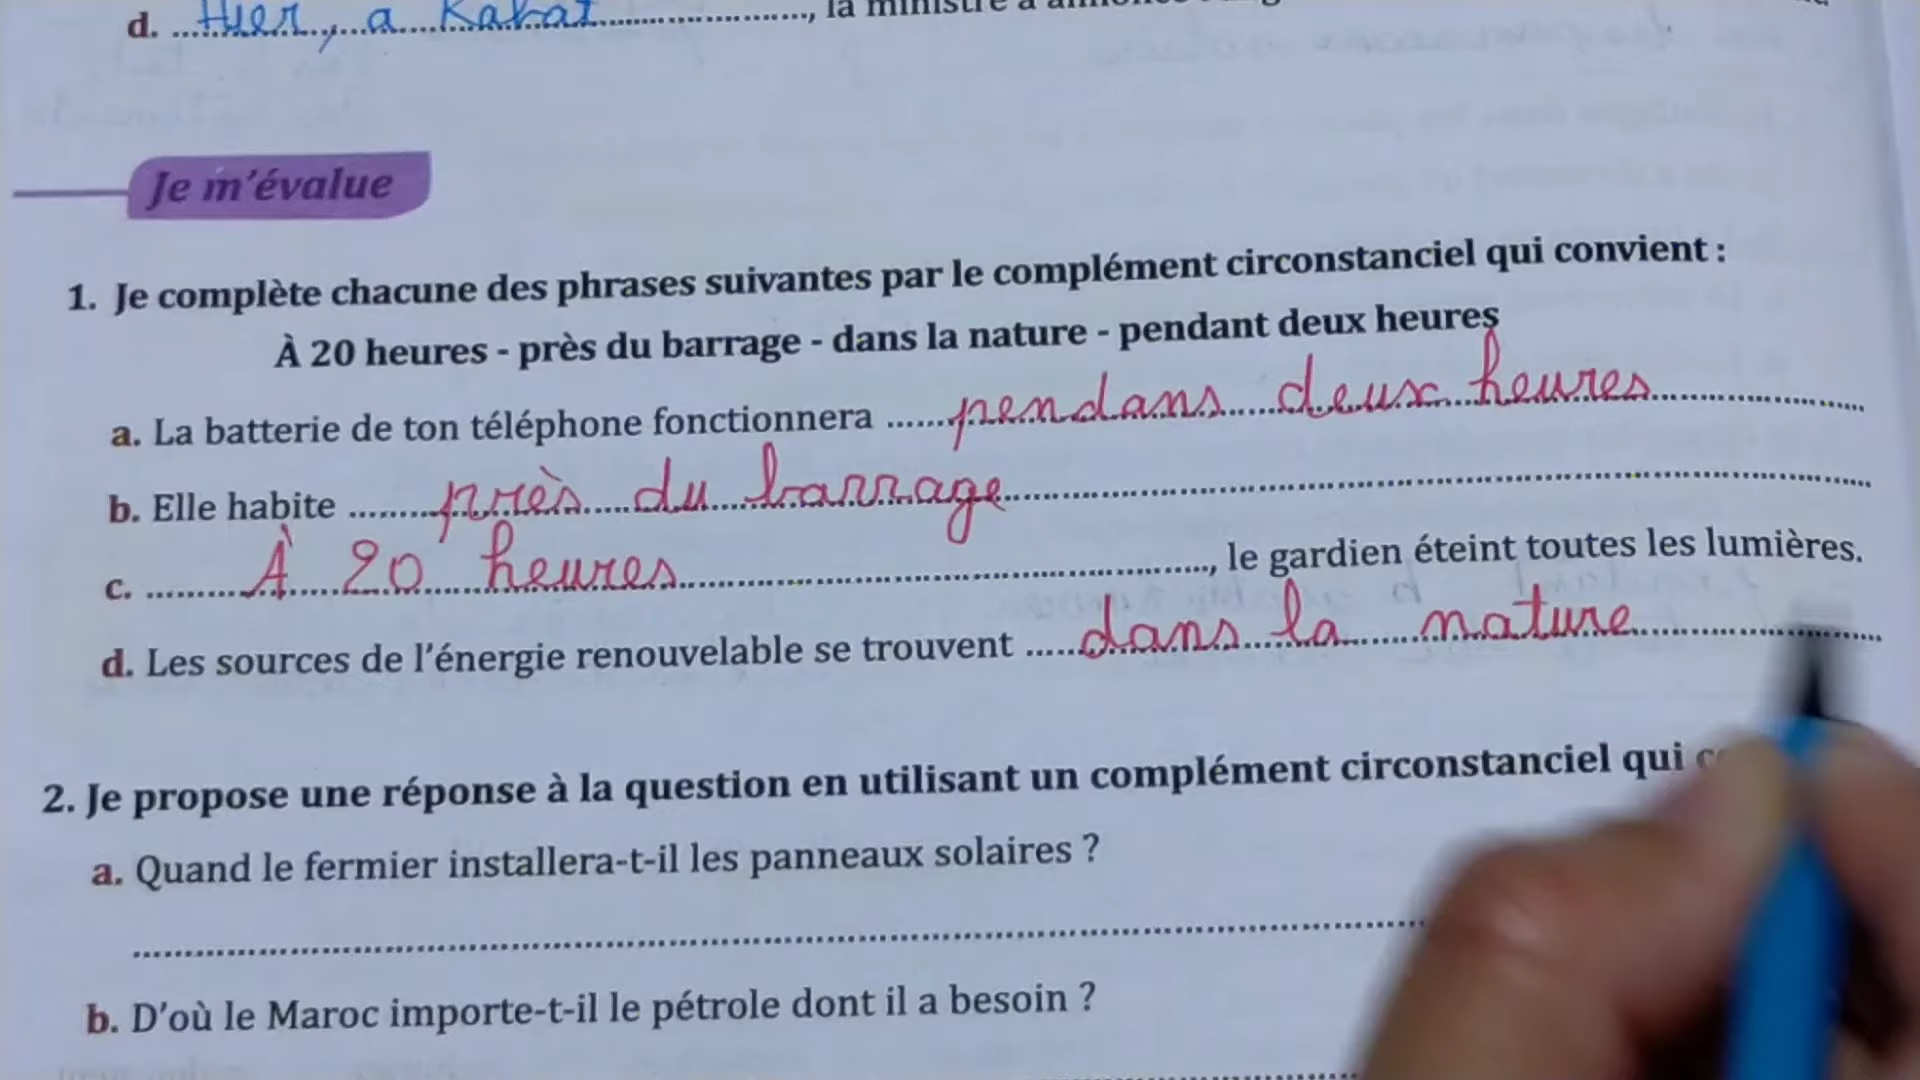 d. Hier, a Rabat, la ministre a
Je m'évalue
1. Je complète chacune des phrases suivantes par le complément circonstanciel qui convient :
À 20 heures - près du barrage - dans la nature - pendant deux heures
a. La batterie de ton téléphone fonctionnera pendans deux heures
b. Elle habite près du barrage
c. À 20 heures, le gardien éteint toutes les lumières.
d. Les sources de l'énergie renouvelable se trouvent dans la nature
2. Je propose une réponse à la question en utilisant un complément circonstanciel qui
a. Quand le fermier installera-t-il les panneaux solaires ?
b. D'où le Maroc importe-t-il le pétrole dont il a besoin ?